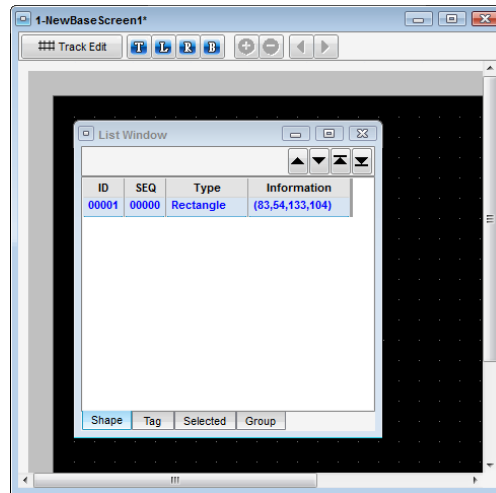 1-NewBaseScreen1*
Track Edit T L R B
List Window
ID SEQ Type Information
00001 00000 Rectangle (83,54,133,104)
Shape Tag Selected Group